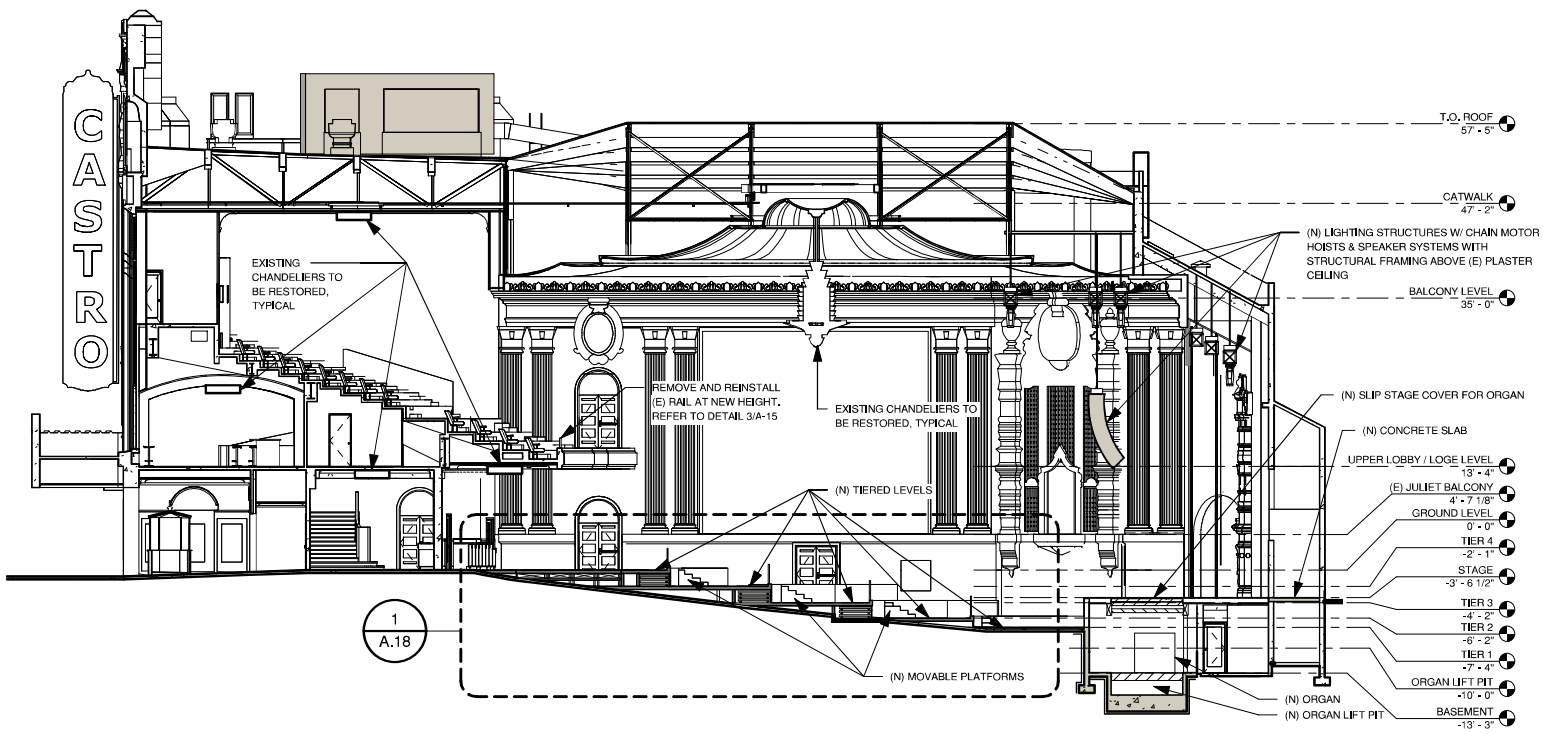 CASTRO
EXISTING
CHANDELIERS TO
BE RESTORED,
TYPICAL
REMOVE AND REINSTALL
(E) RAIL AT NEW HEIGHT.
REFER TO DETAIL 3/A-15
EXISTING CHANDELIERS TO
BE RESTORED, TYPICAL
(N) TIERED LEVELS
(N) MOVABLE PLATFORMS
1
A.18
T.O. ROOF
57' - 5"
CATWALK
47' - 2"
(N) LIGHTING STRUCTURES W/ CHAIN MOTOR
HOISTS & SPEAKER SYSTEMS WITH
STRUCTURAL FRAMING ABOVE (E) PLASTER
CEILING
BALCONY LEVEL
35' - 0"
(N) SLIP STAGE COVER FOR ORGAN
(N) CONCRETE SLAB
UPPER LOBBY / LOGE LEVEL
13' - 4"
(E) JULIET BALCONY
4' - 7 1/8"
GROUND LEVEL
0' - 0"
TIER 4
-2' - 1"
STAGE
-3' - 6 1/2"
TIER 3
-4' - 2"
TIER 2
-6' - 2"
TIER 1
-7' - 4"
ORGAN LIFT PIT
-10' - 0"
BASEMENT
-13' - 3"
(N) ORGAN
(N) ORGAN LIFT PIT